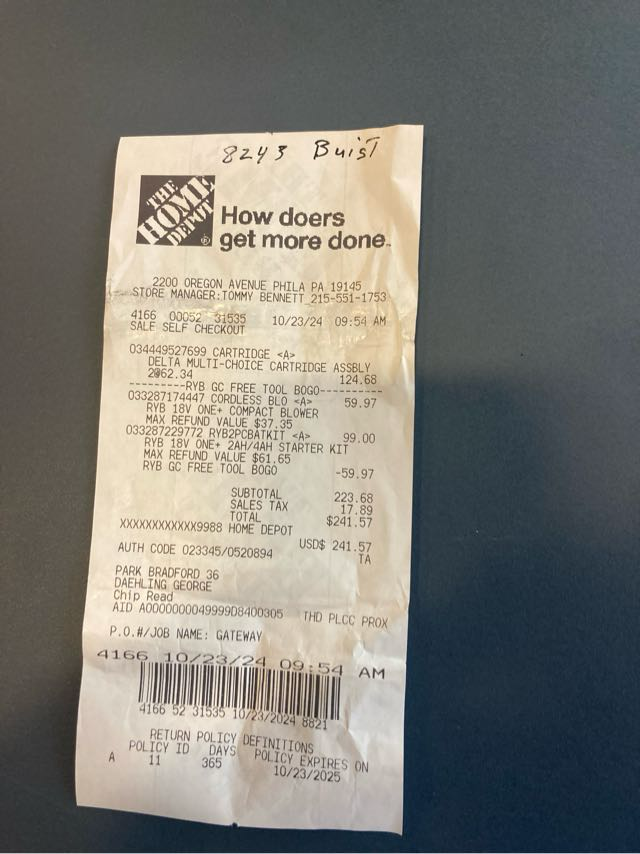 8243 Buist
THE HOME DEPOT
How doers
get more done.
2200 OREGON AVENUE PHILA PA 19145
STORE MANAGER:TOMMY BENNETT 215-551-1753
4166 00052 31535 10/23/24 09:54 AM
SALE SELF CHECKOUT
034449527699 CARTRIDGE <A>
DELTA MULTI-CHOICE CARTRIDGE ASSBLY
2@62.34 124.68
----------RYB GC FREE TOOL BOGO-----------
033287174447 CORDLESS BLO <A> 59.97
RYB 18V ONE+ COMPACT BLOWER
MAX REFUND VALUE $37.35
033287229772 RYB2PCBATKIT <A> 99.00
RYB 18V ONE+ 2AH/4AH STARTER KIT
MAX REFUND VALUE $61.65
RYB GC FREE TOOL BOGO -59.97
SUBTOTAL 223.68
SALES TAX 17.89
TOTAL $241.57
XXXXXXXXXXXX9988 HOME DEPOT
USD$ 241.57
AUTH CODE 023345/0520894 TA
PARK BRADFORD 36
DAEHLING GEORGE
Chip Read
AID A0000000049999D8400305 THD PLCC PROX
P.O.#/JOB NAME: GATEWAY
4166 10/23/24 09:54 AM
4166 52 31535 10/23/2024 8821
RETURN POLICY DEFINITIONS
POLICY ID DAYS POLICY EXPIRES ON
A 11 365 10/23/2025